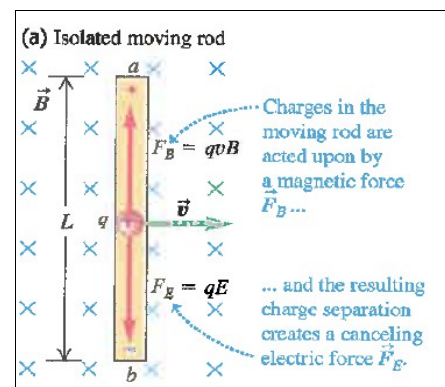 (a) Isolated moving rod
a
B
F_B = qvB
Charges in the
moving rod are
acted upon by
a magnetic force
F_B ...
L
q
v
F_E = qE
... and the resulting
charge separation
creates a canceling
electric force F_E.
b